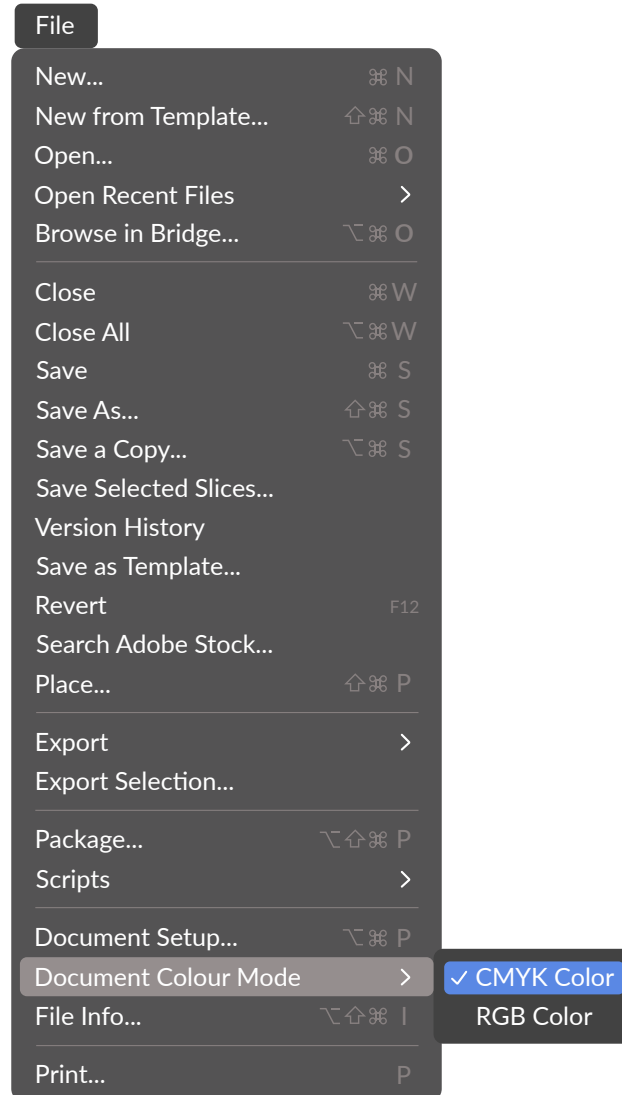 File
New... ⌘ N
New from Template... ⇧⌘ N
Open... ⌘ O
Open Recent Files >
Browse in Bridge... ⌥⌘ O
Close ⌘W
Close All ⌥⌘W
Save ⌘ S
Save As... ⇧⌘ S
Save a Copy... ⌥⌘ S
Save Selected Slices...
Version History
Save as Template...
Revert F12
Search Adobe Stock...
Place... ⇧⌘ P
Export >
Export Selection...
Package... ⌥⇧⌘ P
Scripts >
Document Setup... ⌥⌘ P
Document Colour Mode > ✓ CMYK Color
File Info... ⌥⇧⌘ I RGB Color
Print... P